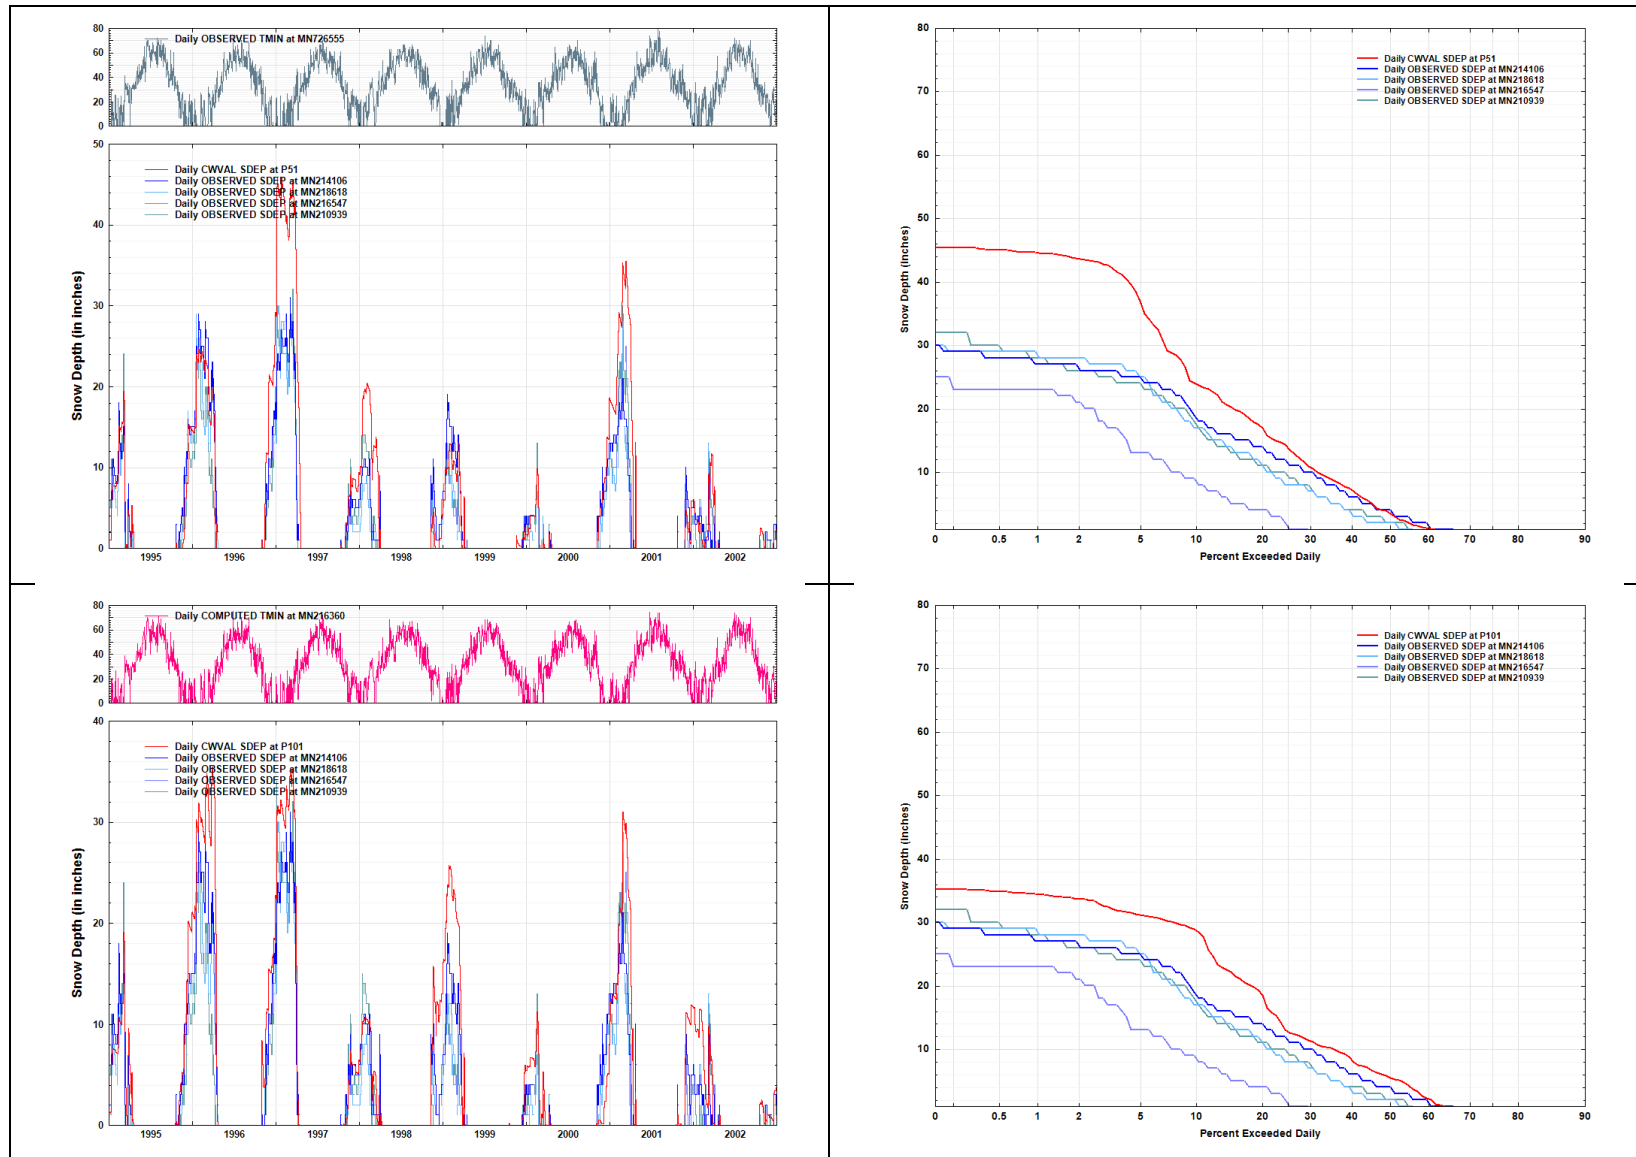 80
60
40
20
0
Daily OBSERVED TMIN at MN726555
50
40
30
20
10
0
Snow Depth (in inches)
Daily CWVAL SDEP at P51
Daily OBSERVED SDEP at MN214106
Daily OBSERVED SDEP at MN218618
Daily OBSERVED SDEP at MN216547
Daily OBSERVED SDEP at MN210939
1995 1996 1997 1998 1999 2000 2001 2002
80
70
60
50
40
30
20
10
Snow Depth (inches)
Daily CWVAL SDEP at P51
Daily OBSERVED SDEP at MN214106
Daily OBSERVED SDEP at MN218618
Daily OBSERVED SDEP at MN216547
Daily OBSERVED SDEP at MN210939
0 0.5 1 2 5 10 20 30 40 50 60 70 80 90
Percent Exceeded Daily
80
60
40
20
0
Daily COMPUTED TMIN at MN216360
40
30
20
10
0
Snow Depth (in inches)
Daily CWVAL SDEP at P101
Daily OBSERVED SDEP at MN214106
Daily OBSERVED SDEP at MN218618
Daily OBSERVED SDEP at MN216547
Daily OBSERVED SDEP at MN210939
1995 1996 1997 1998 1999 2000 2001 2002
80
70
60
50
40
30
20
10
Snow Depth (inches)
Daily CWVAL SDEP at P101
Daily OBSERVED SDEP at MN214106
Daily OBSERVED SDEP at MN218618
Daily OBSERVED SDEP at MN216547
Daily OBSERVED SDEP at MN210939
0 0.5 1 2 5 10 20 30 40 50 60 70 80 90
Percent Exceeded Daily